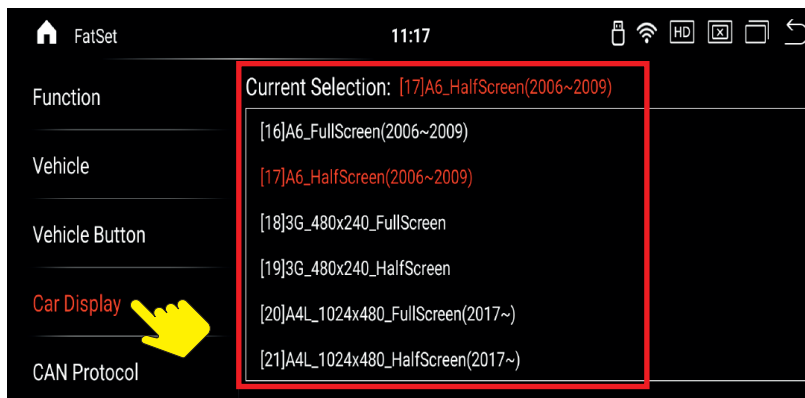 FatSet
11:17
HD
Function
Vehicle
Vehicle Button
Car Display
CAN Protocol
Current Selection: [17]A6_HalfScreen(2006~2009)
[16]A6_FullScreen(2006~2009)
[17]A6_HalfScreen(2006~2009)
[18]3G_480x240_FullScreen
[19]3G_480x240_HalfScreen
[20]A4L_1024x480_FullScreen(2017~)
[21]A4L_1024x480_HalfScreen(2017~)